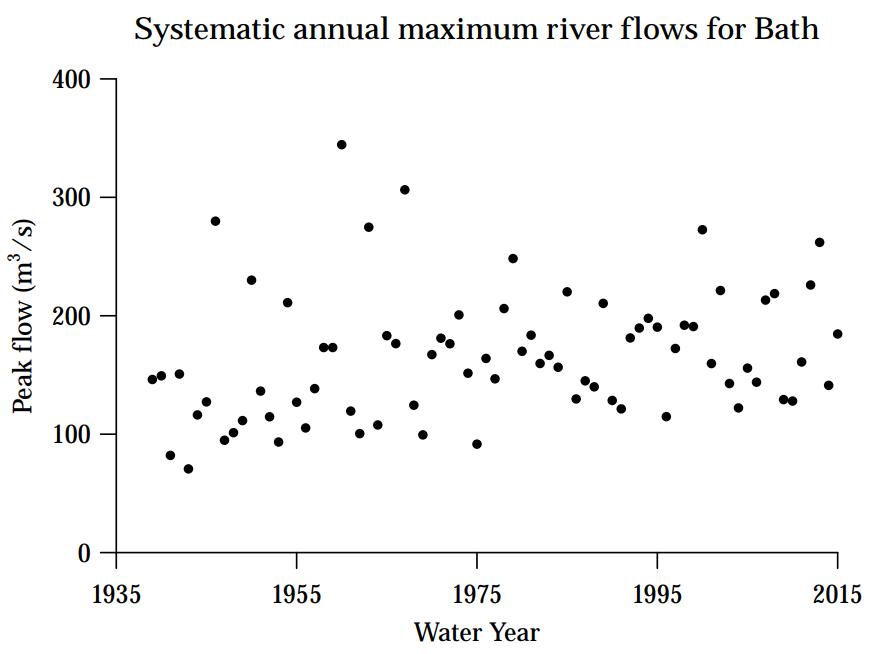 Systematic annual maximum river flows for Bath
400
300
200
100
0
Peak flow (m³/s)
1935 1955 1975 1995 2015
Water Year